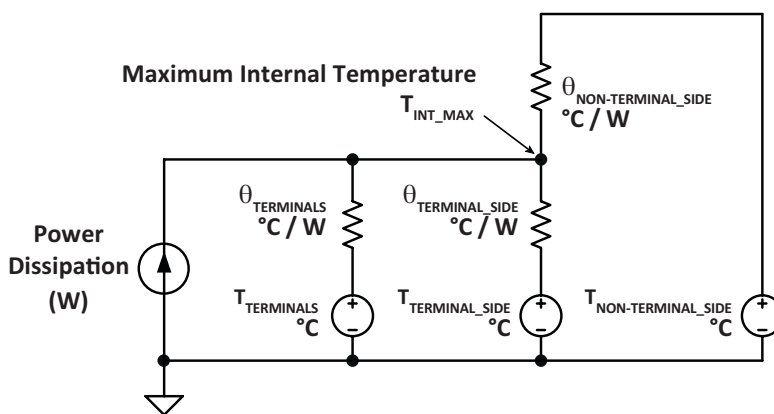 Maximum Internal Temperature
T_INT_MAX
θ_NON-TERMINAL_SIDE
°C / W
θ_TERMINALS
°C / W
θ_TERMINAL_SIDE
°C / W
Power
Dissipation
(W)
T_TERMINALS
°C
+
–
T_TERMINAL_SIDE
°C
+
–
T_NON-TERMINAL_SIDE
°C
+
–